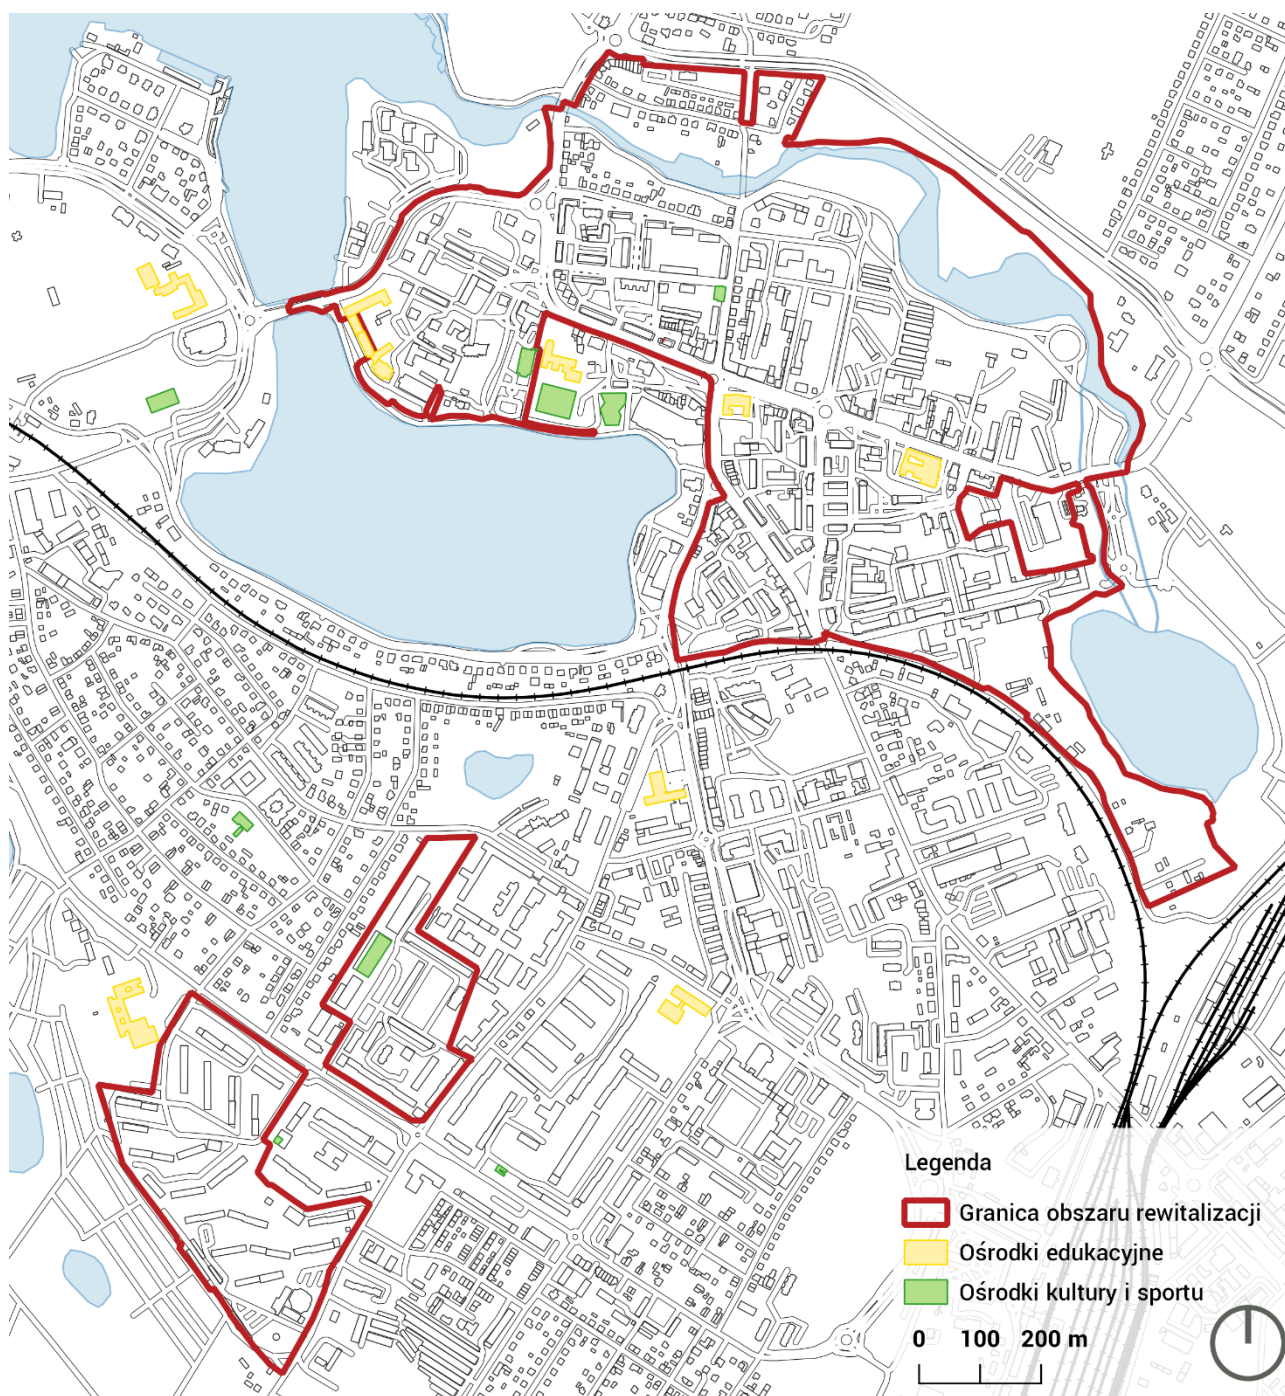 Legenda
Granica obszaru rewitalizacji
Ośrodki edukacyjne
Ośrodki kultury i sportu
0 100 200 m